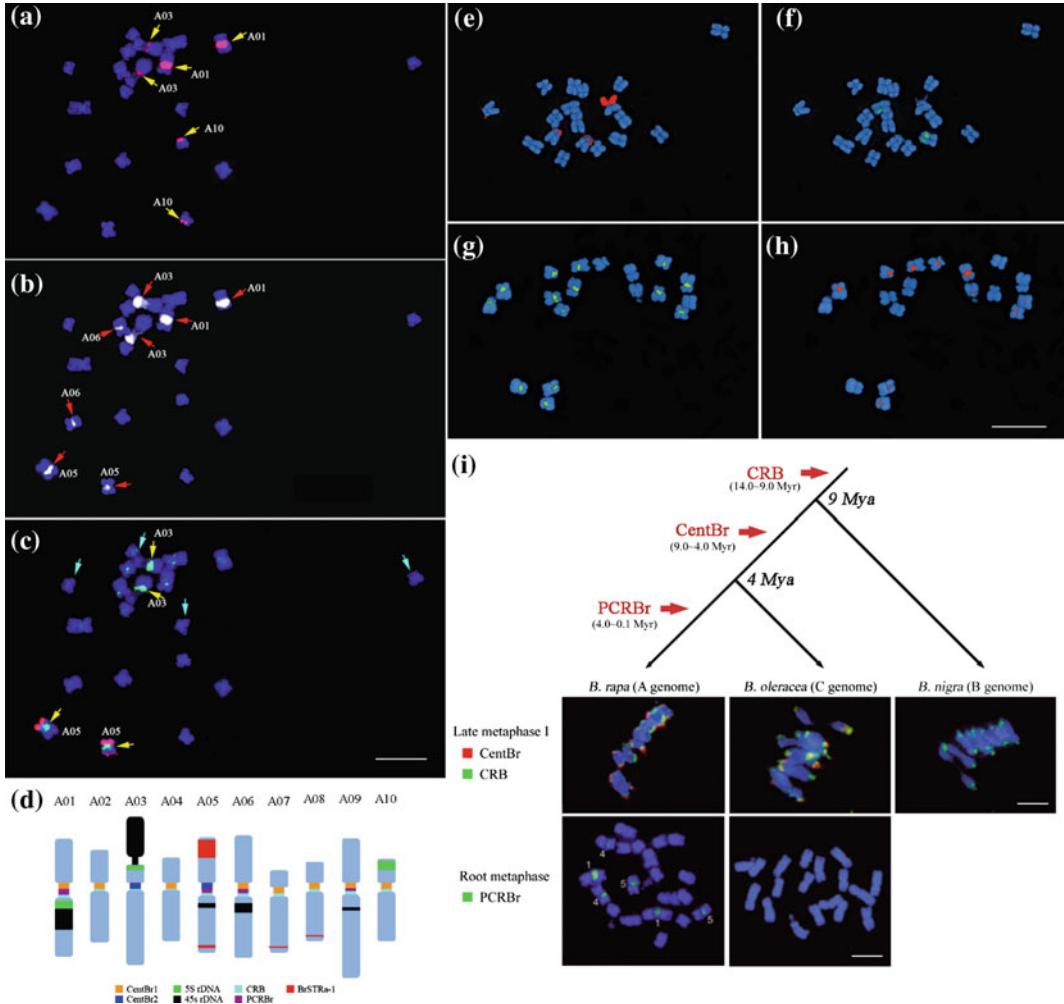 (a)
A03
A01
A01
A03
A10
A10
(b)
A03
A01
A06
A01
A03
A06
A05
A05
(c)
A03
A03
A05
A05
(d)
A01 A02 A03 A04 A05 A06 A07 A08 A09 A10
CentBr1 5S rDNA CRB BrSTRa-1
CentBr2 45s rDNA PCRBr
(e)
(f)
(g)
(h)
(i)
CRB
(14.0~9.0 Myr)
9 Mya
CentBr
(9.0~4.0 Myr)
4 Mya
PCRBr
(4.0~0.1 Myr)
B. rapa (A genome) B. oleracea (C genome) B. nigra (B genome)
Late metaphase I
CentBr
CRB
Root metaphase
PCRBr
4
1
5
4
1
5